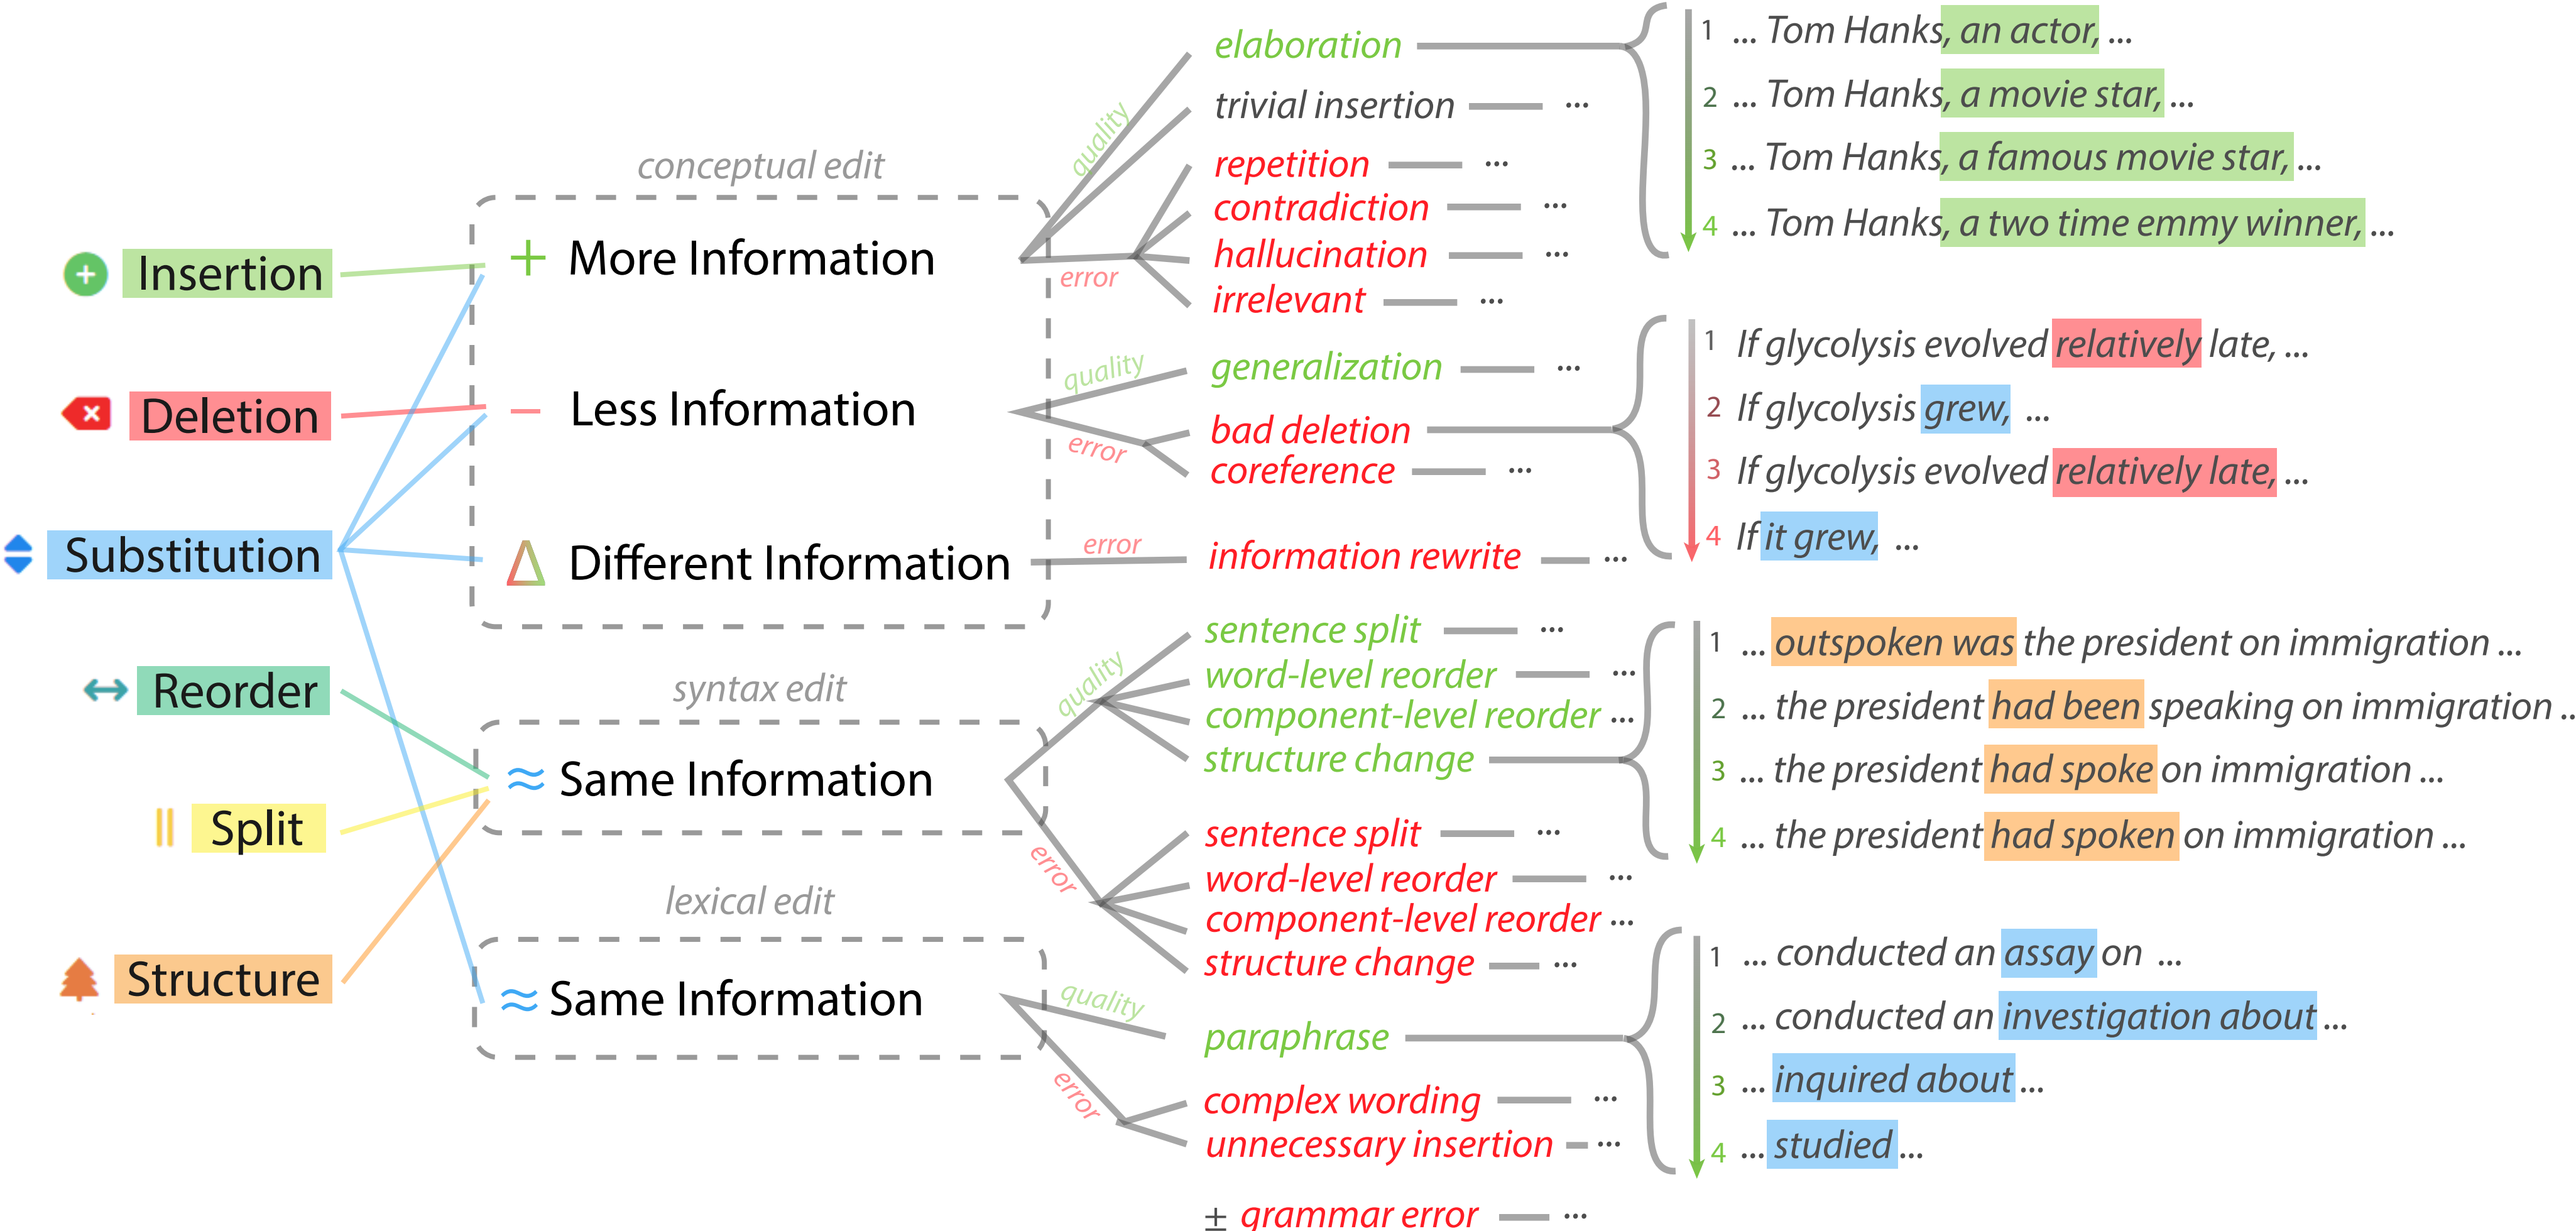 Insertion
Deletion
Substitution
Reorder
Split
Structure
conceptual edit
+ More Information
– Less Information
Δ Different Information
syntax edit
≈ Same Information
lexical edit
≈ Same Information
quality
error
quality
error
error
quality
error
quality
error
elaboration
trivial insertion ...
repetition ...
contradiction ...
hallucination ...
irrelevant ...
generalization ...
bad deletion
coreference ...
information rewrite ...
sentence split ...
word-level reorder ...
component-level reorder ...
structure change
sentence split ...
word-level reorder ...
component-level reorder ...
structure change ...
paraphrase
complex wording ...
unnecessary insertion ...
± grammar error ...
1 ... Tom Hanks, an actor, ...
2 ... Tom Hanks, a movie star, ...
3 ... Tom Hanks, a famous movie star, ...
4 ... Tom Hanks, a two time emmy winner, ...
1 If glycolysis evolved relatively late, ...
2 If glycolysis grew, ...
3 If glycolysis evolved relatively late, ...
4 If it grew, ...
1 ... outspoken was the president on immigration ...
2 ... the president had been speaking on immigration ..
3 ... the president had spoke on immigration ...
4 ... the president had spoken on immigration ...
1 ... conducted an assay on ...
2 ... conducted an investigation about ...
3 ... inquired about ...
4 ... studied ...